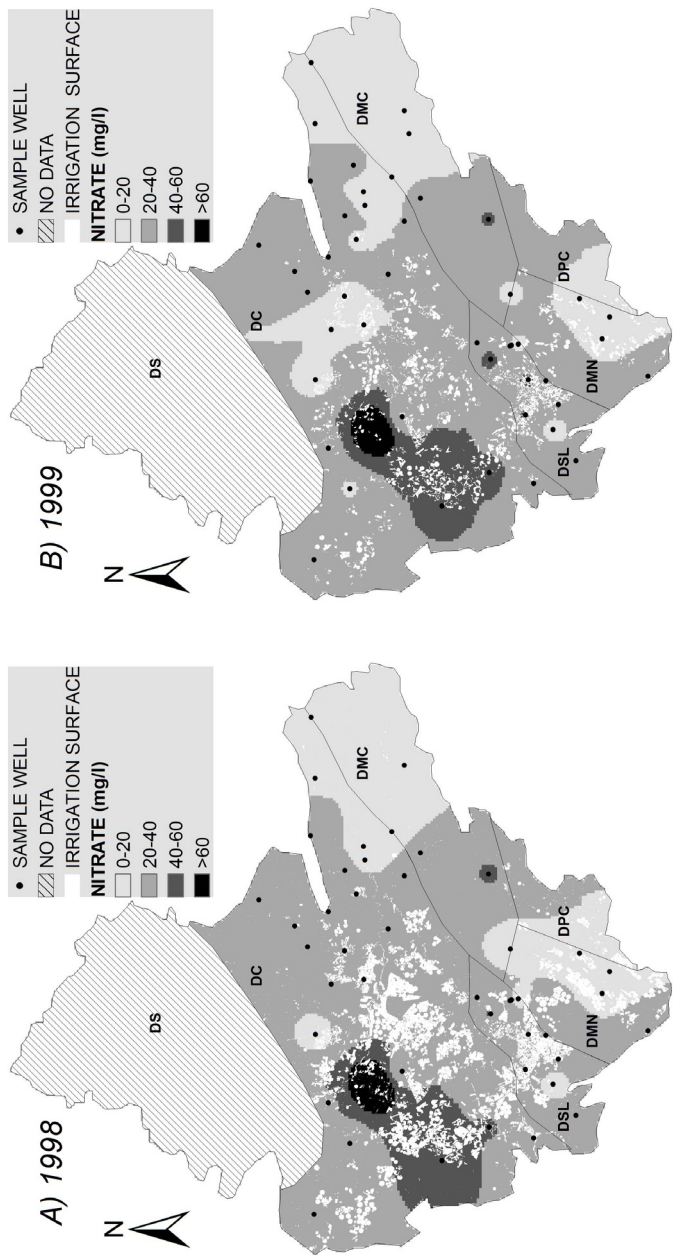 A) 1998
N
SAMPLE WELL
NO DATA
IRRIGATION SURFACE
NITRATE (mg/l)
0-20
20-40
40-60
>60
DS
DC
DMC
DPC
DMN
DSL
B) 1999
N
SAMPLE WELL
NO DATA
IRRIGATION SURFACE
NITRATE (mg/l)
0-20
20-40
40-60
>60
DS
DC
DMC
DPC
DMN
DSL